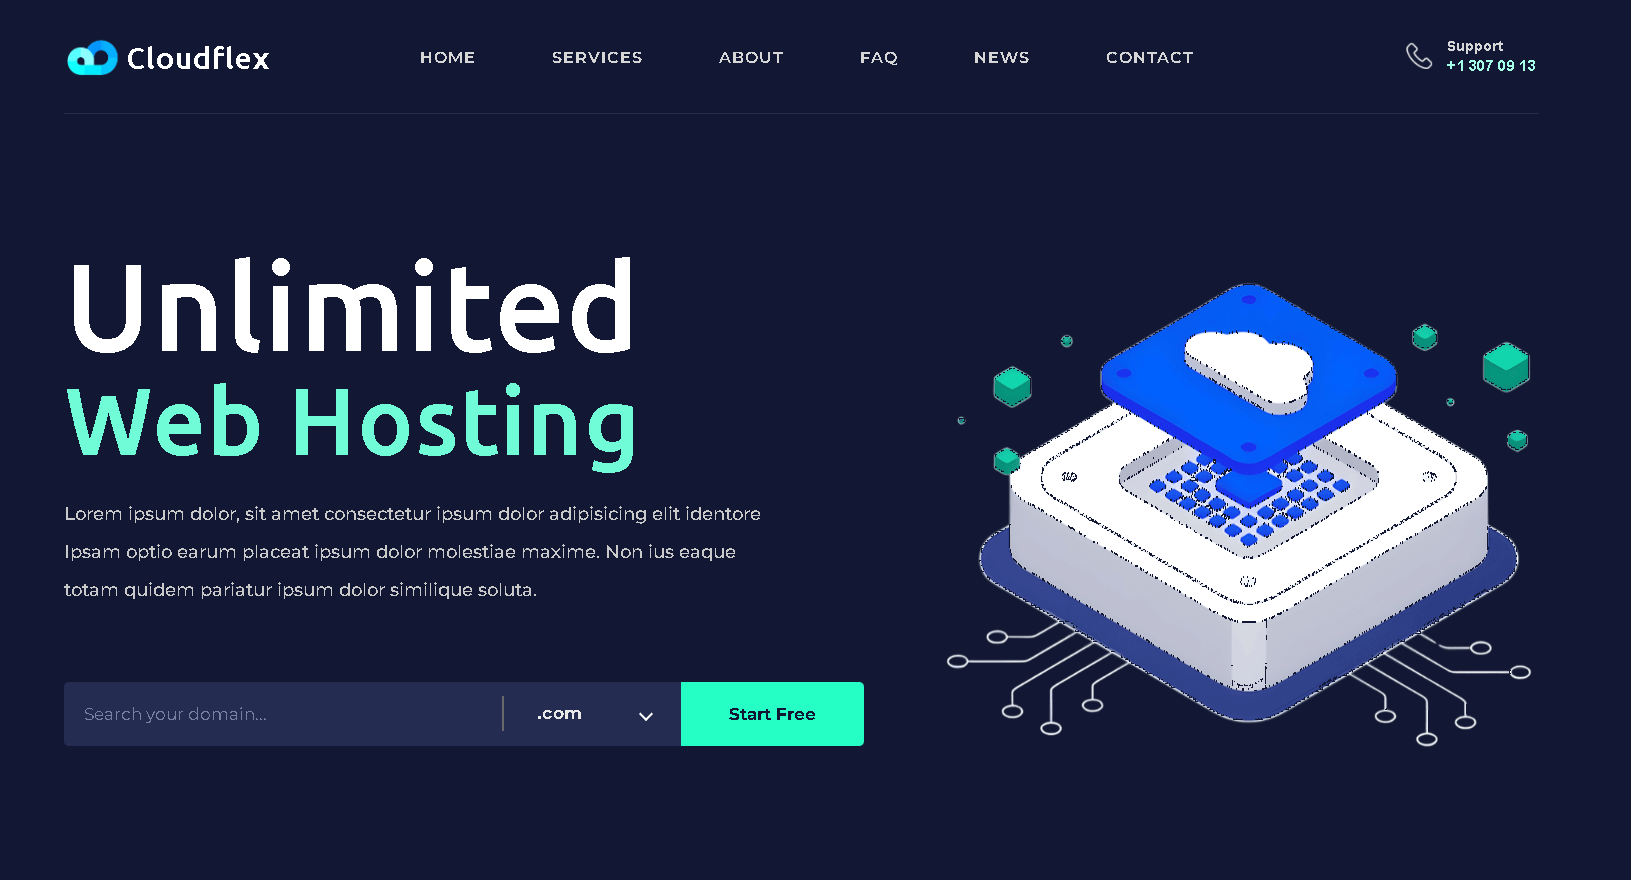 Cloudflex
HOME SERVICES ABOUT FAQ NEWS CONTACT
Support
+1 307 09 13
Unlimited
Web Hosting
Lorem ipsum dolor, sit amet consectetur ipsum dolor adipisicing elit identore
Ipsam optio earum placeat ipsum dolor molestiae maxime. Non ius eaque
totam quidem pariatur ipsum dolor similique soluta.
Search your domain... .com Start Free